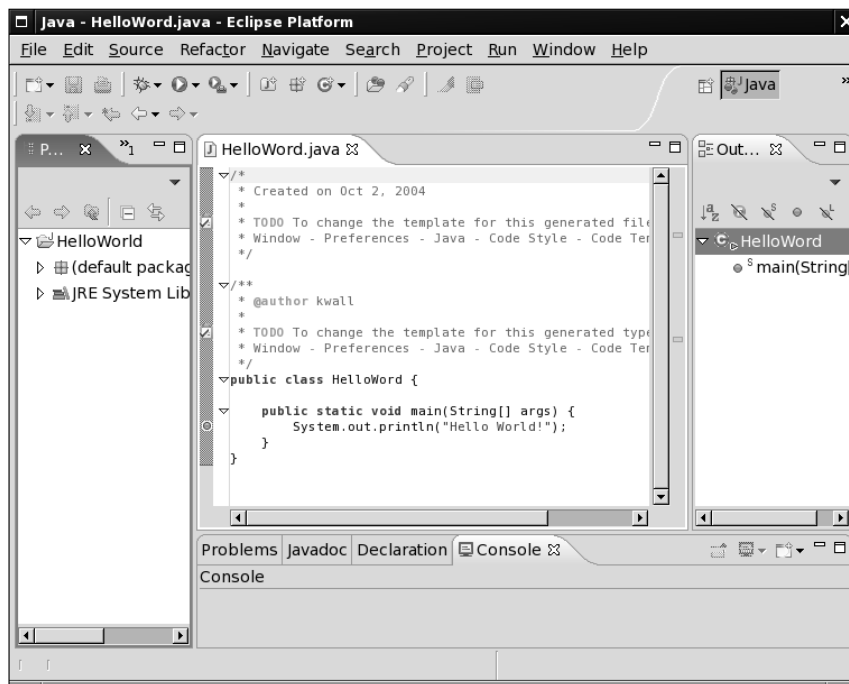 Java - HelloWord.java - Eclipse Platform
File Edit Source Refactor Navigate Search Project Run Window Help
Java
P... »1
HelloWord.java
Out...
HelloWorld
(default packag
JRE System Lib
/*
* Created on Oct 2, 2004
*
* TODO To change the template for this generated file
* Window - Preferences - Java - Code Style - Code Tem
*/
/**
* @author kwall
*
* TODO To change the template for this generated type
* Window - Preferences - Java - Code Style - Code Tem
*/
public class HelloWord {
public static void main(String[] args) {
System.out.println("Hello World!");
}
}
HelloWord
main(String[
Problems Javadoc Declaration Console
Console